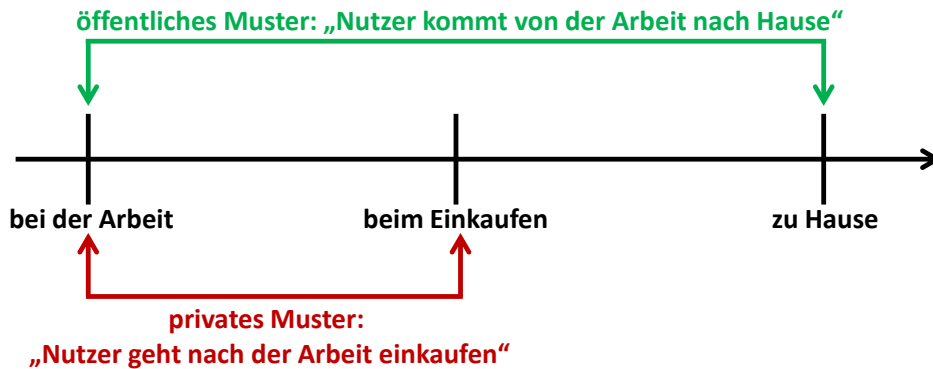 öffentliches Muster: „Nutzer kommt von der Arbeit nach Hause“
bei der Arbeit
beim Einkaufen
zu Hause
privates Muster:
„Nutzer geht nach der Arbeit einkaufen“